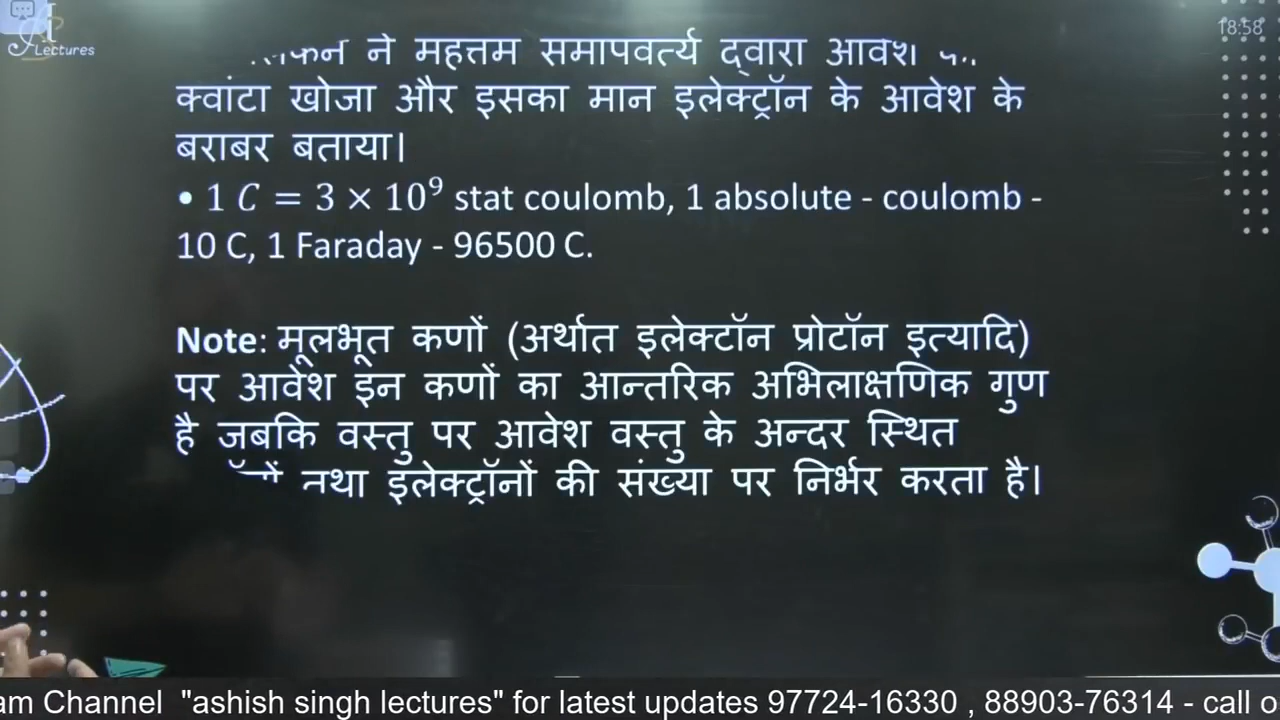 Lectures
18:58
ने महत्तम समापवर्त्य द्वारा आवेश
क्वांटा खोजा और इसका मान इलेक्ट्रॉन के आवेश के
बराबर बताया।
• 1 C = 3 × 10⁹ stat coulomb, 1 absolute - coulomb -
10 C, 1 Faraday - 96500 C.
Note: मूलभूत कणों (अर्थात इलेक्टॉन प्रोटॉन इत्यादि)
पर आवेश इन कणों का आन्तरिक अभिलाक्षणिक गुण
है जबकि वस्तु पर आवेश वस्तु के अन्दर स्थित
तथा इलेक्ट्रॉनों की संख्या पर निर्भर करता है।
am Channel "ashish singh lectures" for latest updates 97724-16330 , 88903-76314 - call o